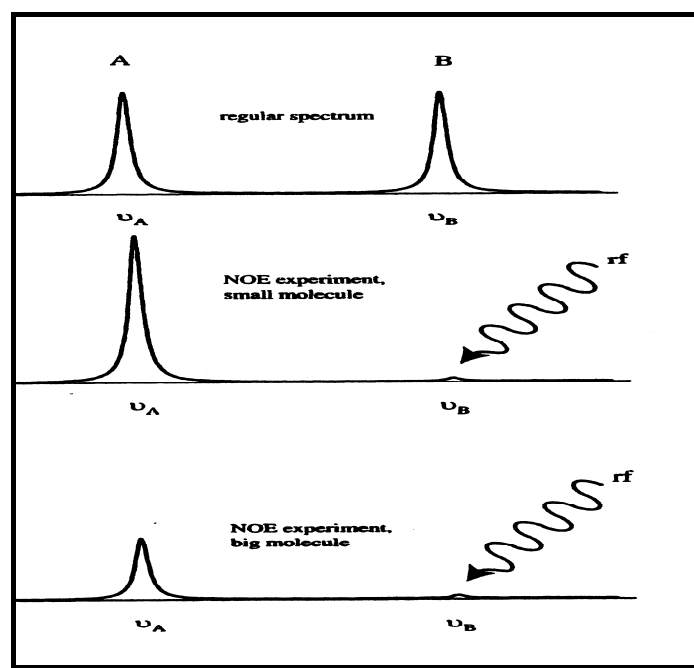 A B
regular spectrum
υA υB
rf
NOE experiment,
small molecule
υA υB
rf
NOE experiment,
big molecule
υA υB